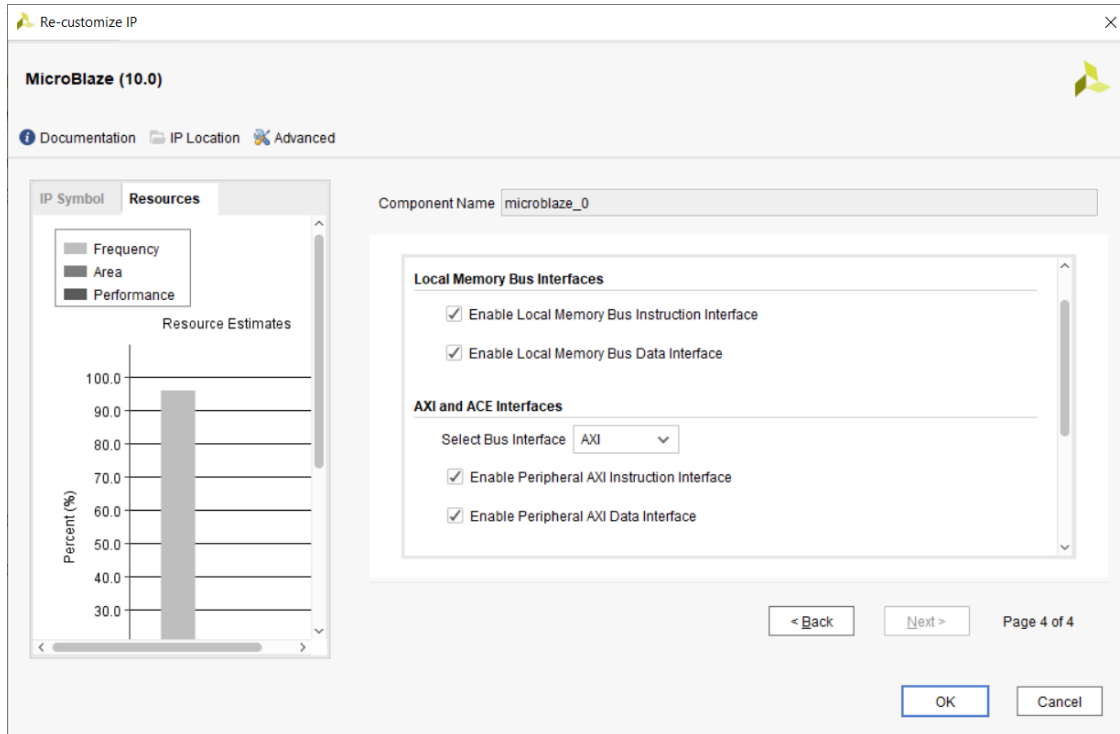 Re-customize IP
MicroBlaze (10.0)
Documentation IP Location Advanced
IP Symbol Resources
Frequency
Area
Performance
Resource Estimates
100.0
90.0
80.0
70.0
60.0
50.0
40.0
30.0
Percent (%)
Component Name microblaze_0
Local Memory Bus Interfaces
Enable Local Memory Bus Instruction Interface
Enable Local Memory Bus Data Interface
AXI and ACE Interfaces
Select Bus Interface AXI
Enable Peripheral AXI Instruction Interface
Enable Peripheral AXI Data Interface
< Back Next > Page 4 of 4
OK Cancel